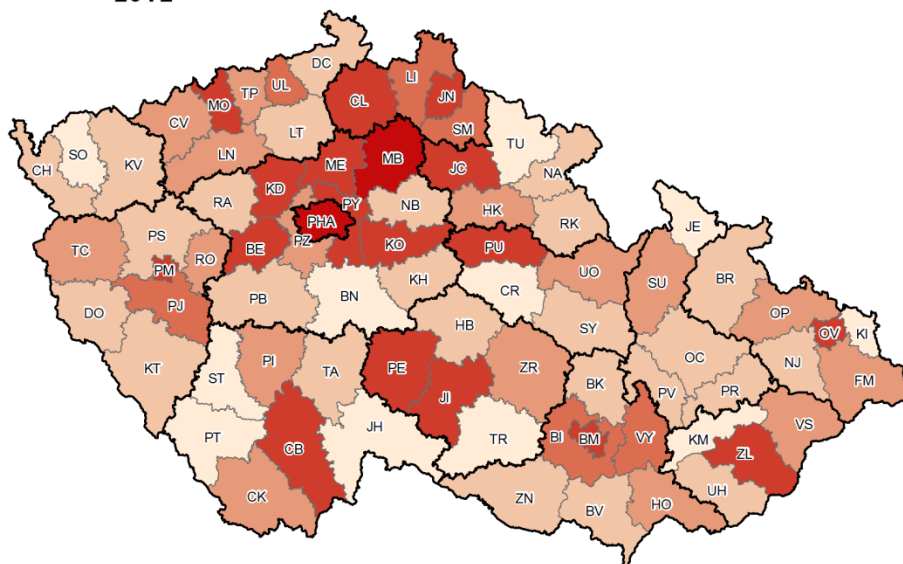 DC
LI
UL
JN
TP
MO
CL
CV
SM
LT
TU
SO
LN
MB
KV
ME
JC
CH
NA
KD
RA
PY
NB
HK
RK
PHA
JE
PS
PZ
KO
TC
RO
BE
PU
BR
PM
UO
SU
KH
PB
BN
CR
PJ
DO
OP
HB
SY
OV
KI
OC
KT
PI
TA
PE
ZR
NJ
ST
BK
PV
PR
FM
JI
VS
PT
JH
TR
BI
BM
VY
KM
CB
ZL
UH
CK
ZN
BV
HO